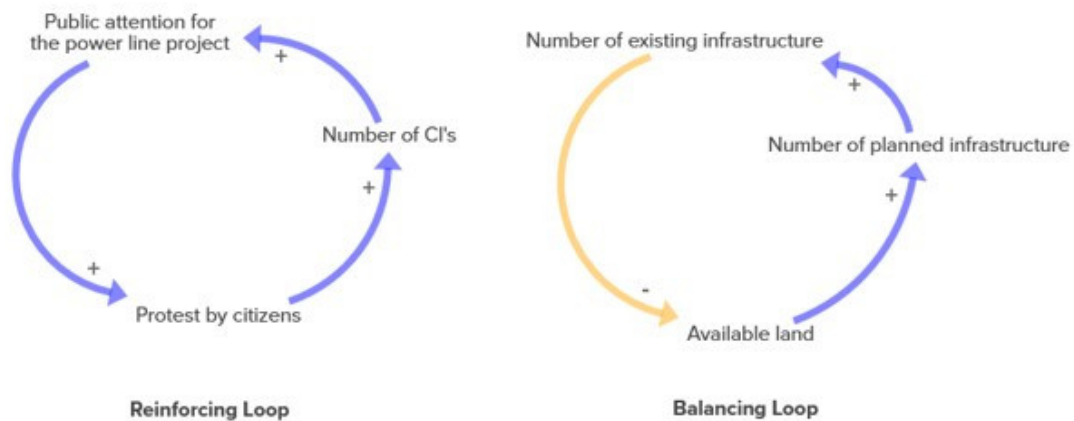 Public attention for
the power line project
+
Number of CI's
+
+
Protest by citizens
Reinforcing Loop
Number of existing infrastructure
+
Number of planned infrastructure
+
-
Available land
Balancing Loop